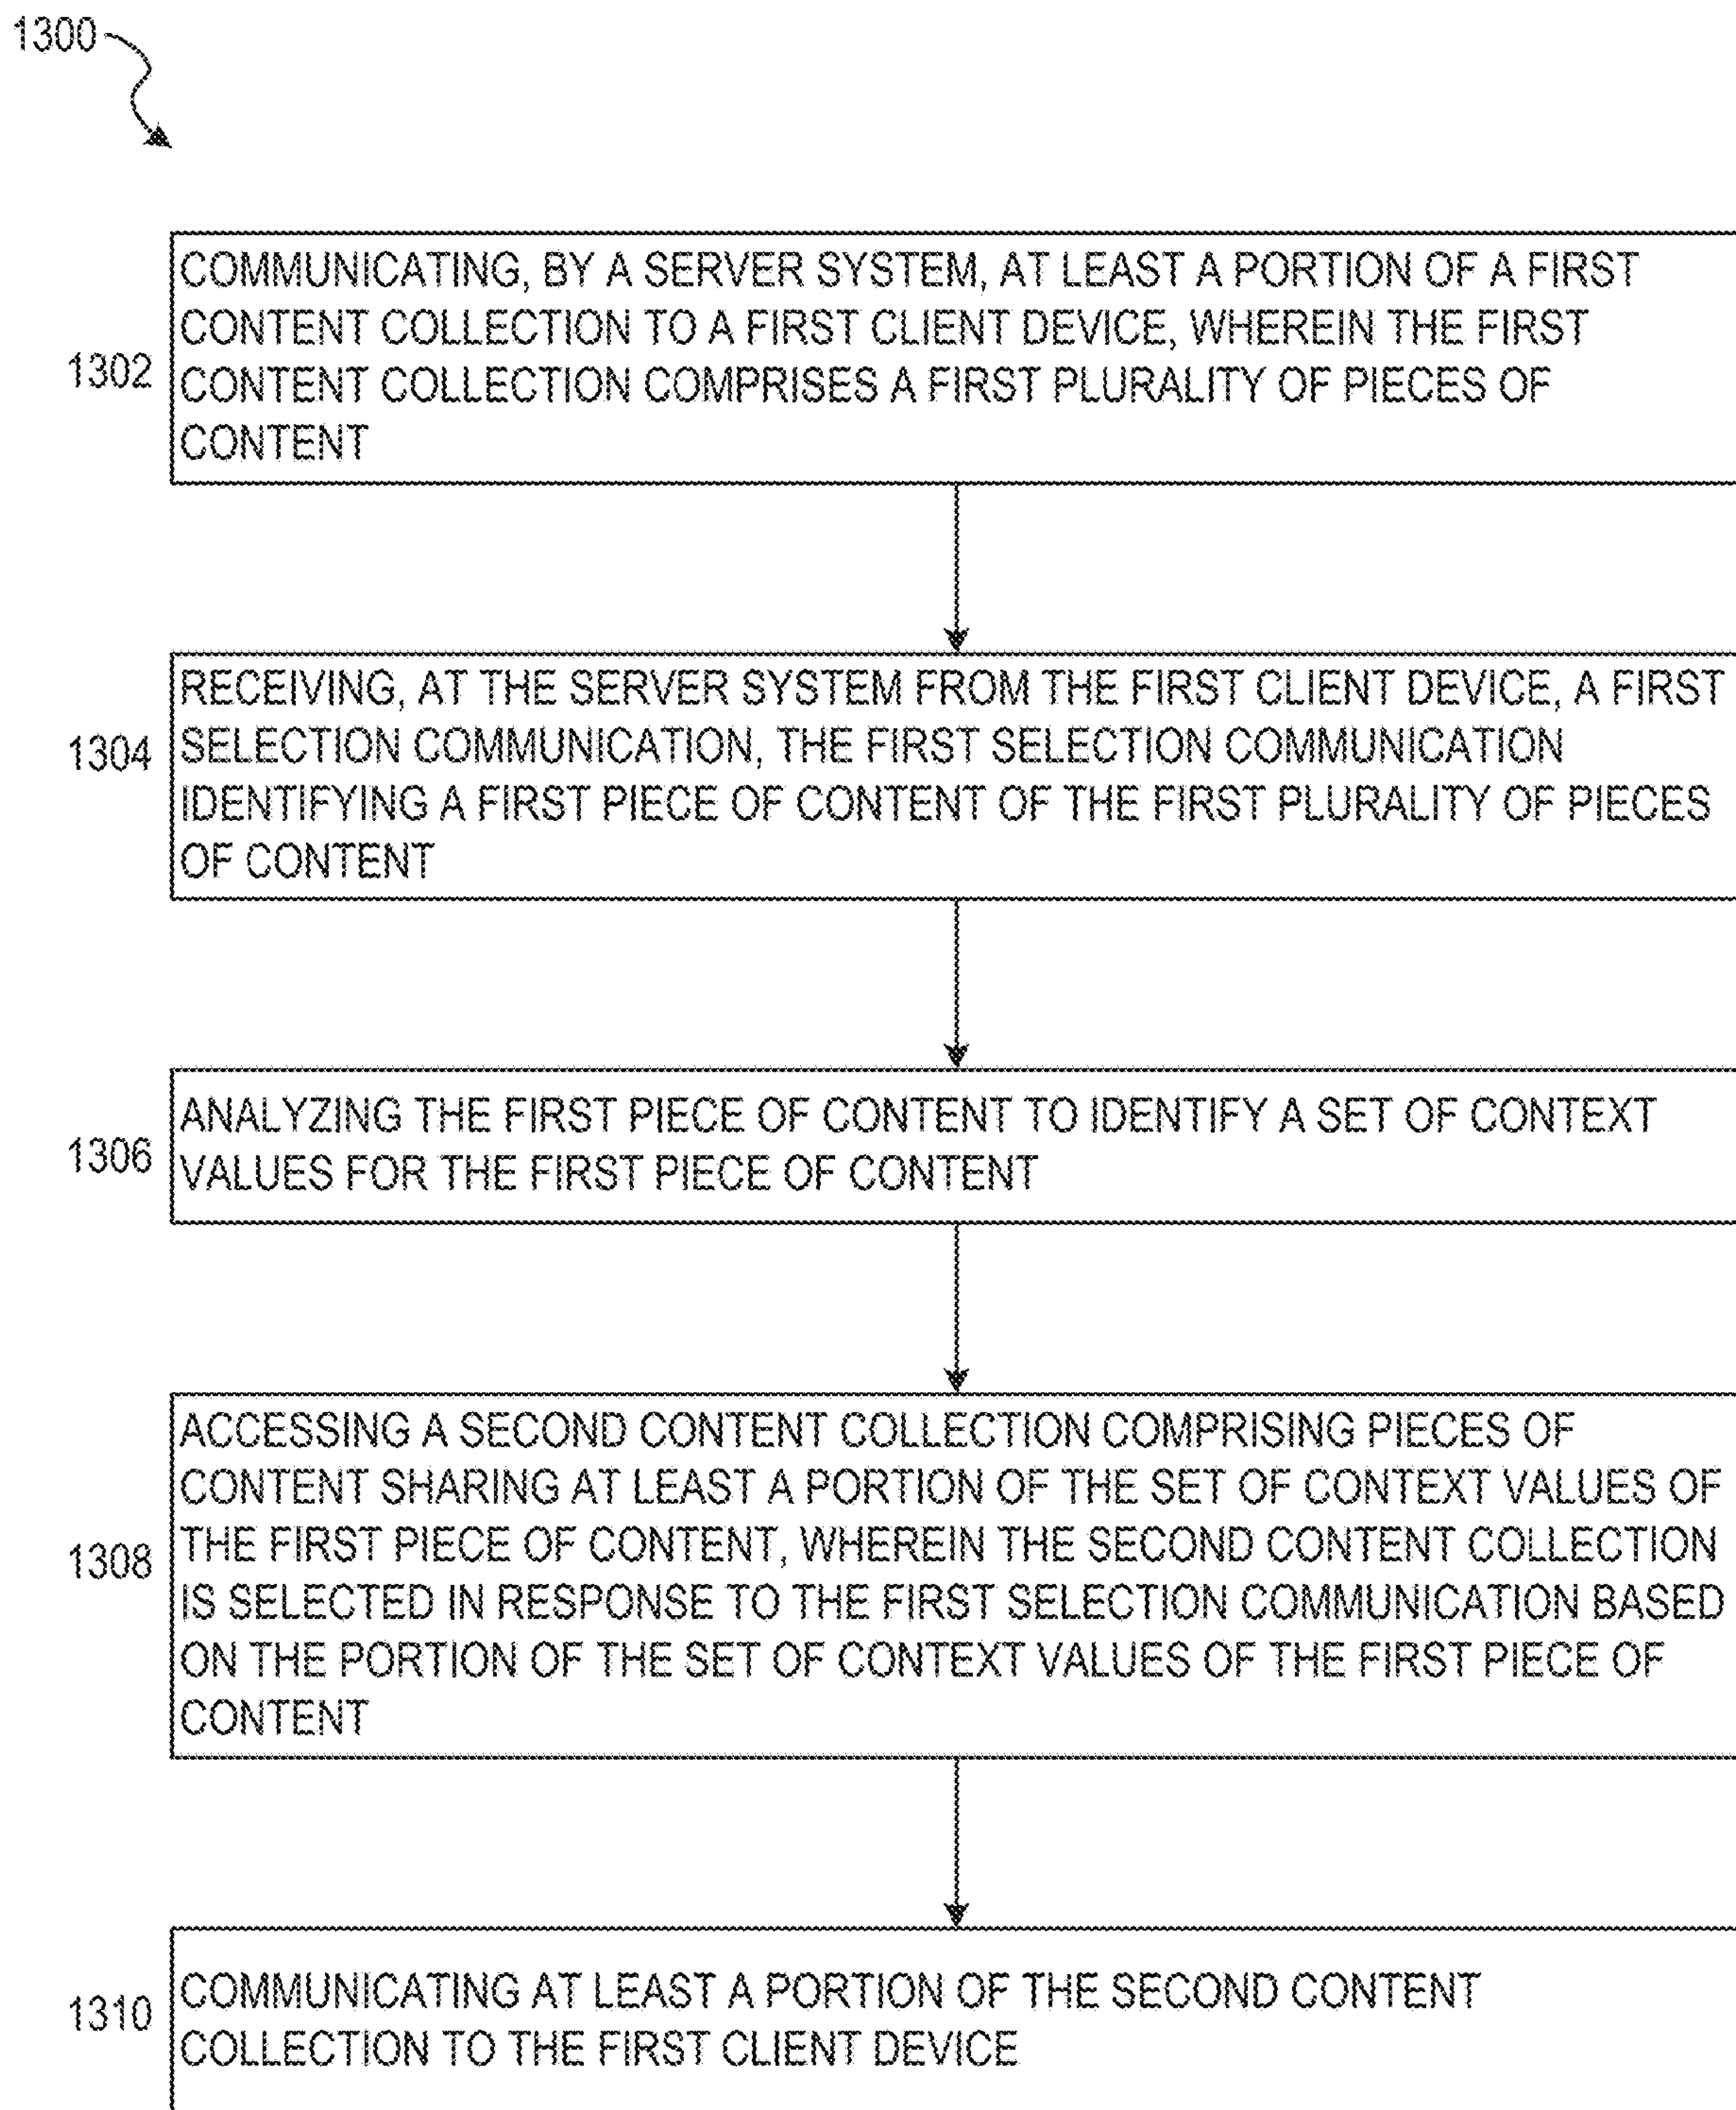 1300
COMMUNICATING, BY A SERVER SYSTEM, AT LEAST A PORTION OF A FIRST
CONTENT COLLECTION TO A FIRST CLIENT DEVICE, WHEREIN THE FIRST
1302
CONTENT COLLECTION COMPRISES A FIRST PLURALITY OF PIECES OF
CONTENT
RECEIVING, AT THE SERVER SYSTEM FROM THE FIRST CLIENT DEVICE, A FIRST
1304
SELECTION COMMUNICATION, THE FIRST SELECTION COMMUNICATION
IDENTIFYING A FIRST PIECE OF CONTENT OF THE FIRST PLURALITY OF PIECES
OF CONTENT
1306
ANALYZING THE FIRST PIECE OF CONTENT TO IDENTIFY A SET OF CONTEXT
VALUES FOR THE FIRST PIECE OF CONTENT
ACCESSING A SECOND CONTENT COLLECTION COMPRISING PIECES OF
CONTENT SHARING AT LEAST A PORTION OF THE SET OF CONTEXT VALUES OF
1308
THE FIRST PIECE OF CONTENT, WHEREIN THE SECOND CONTENT COLLECTION
IS SELECTED IN RESPONSE TO THE FIRST SELECTION COMMUNICATION BASED
ON THE PORTION OF THE SET OF CONTEXT VALUES OF THE FIRST PIECE OF
CONTENT
1310
COMMUNICATING AT LEAST A PORTION OF THE SECOND CONTENT
COLLECTION TO THE FIRST CLIENT DEVICE